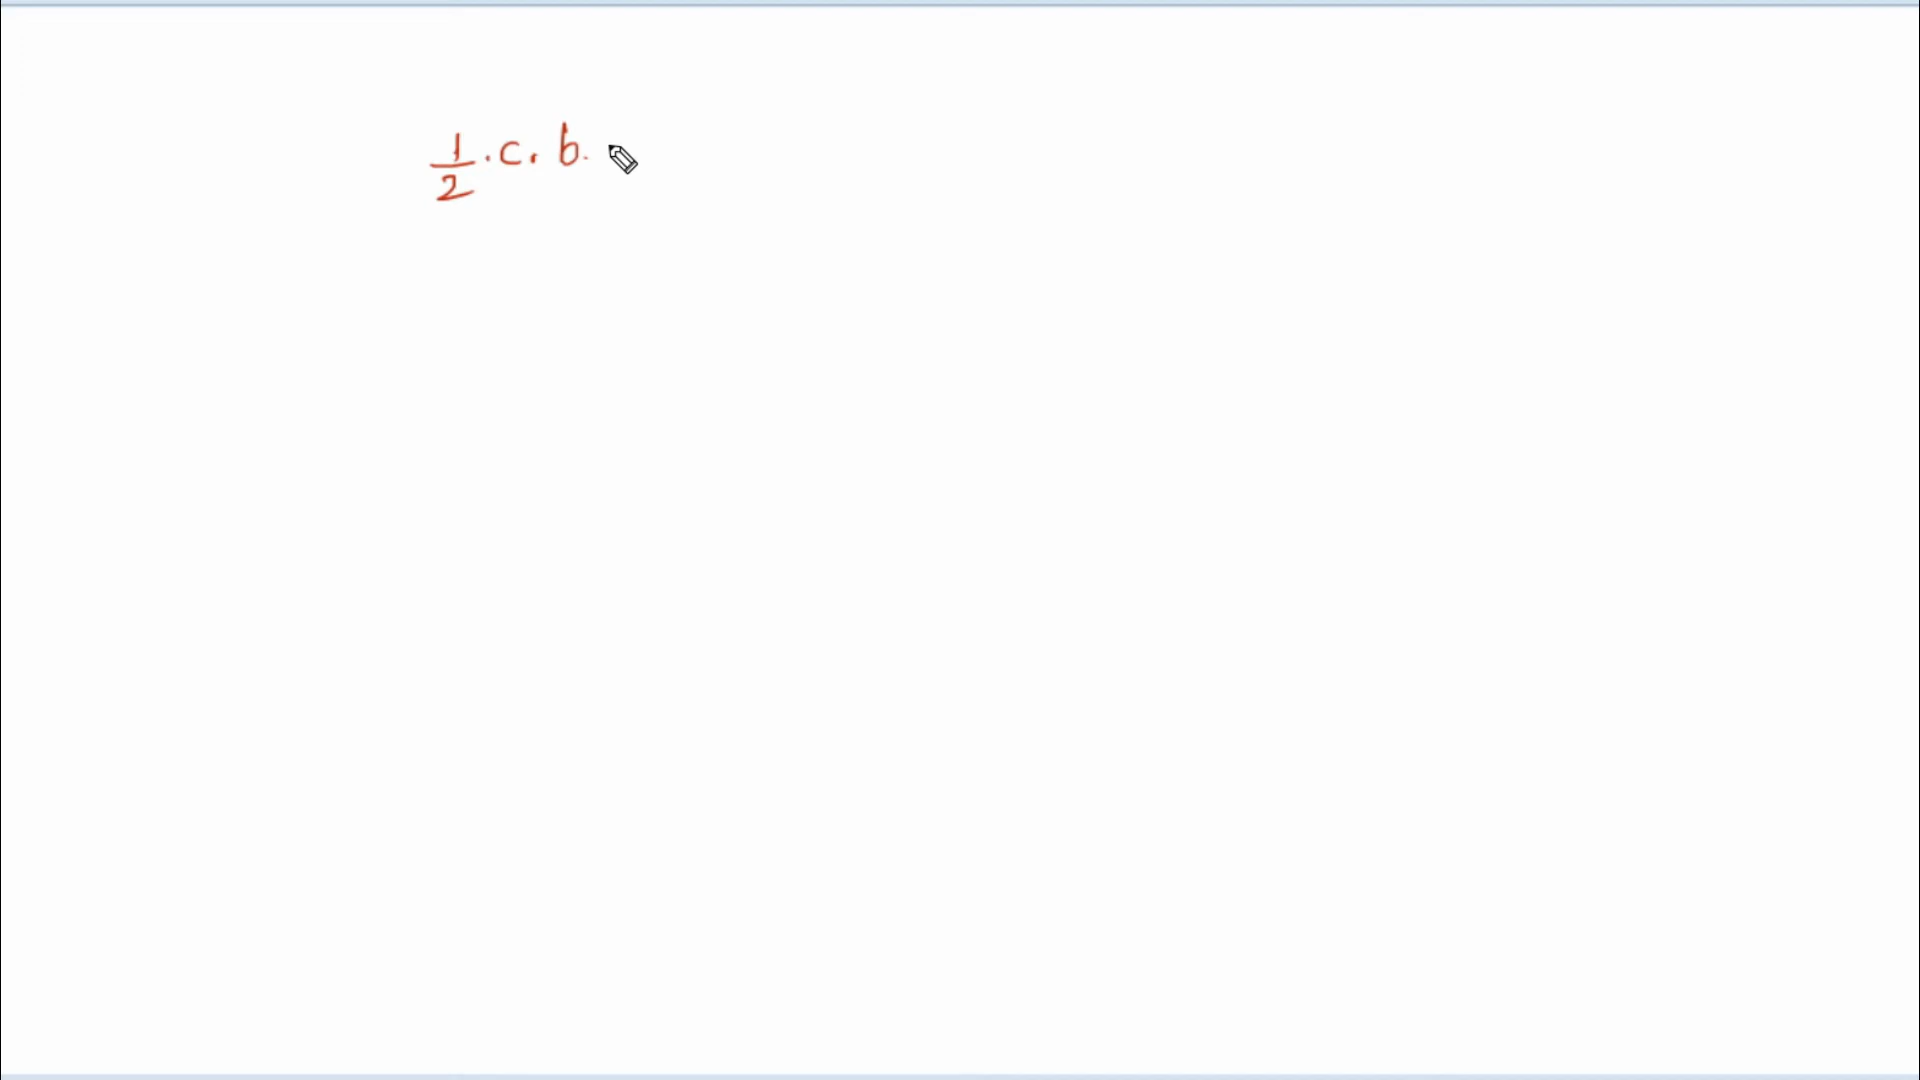 1/2 . c . b .